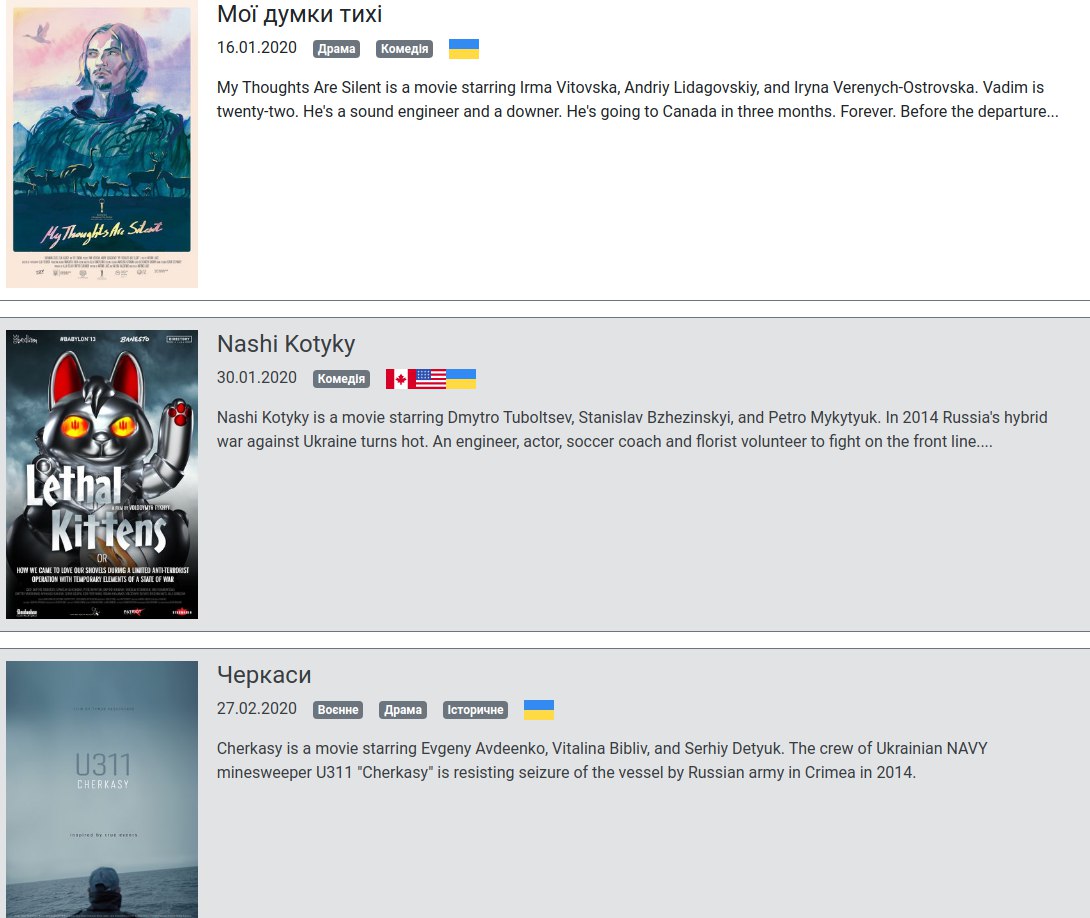 Мої думки тихі
16.01.2020 Драма Комедія
My Thoughts Are Silent is a movie starring Irma Vitovska, Andriy Lidagovskiy, and Iryna Verenych-Ostrovska. Vadim is
twenty-two. He's a sound engineer and a downer. He's going to Canada in three months. Forever. Before the departure...
My Thoughts Are Silent
Nashi Kotyky
30.01.2020 Комедія
Nashi Kotyky is a movie starring Dmytro Tuboltsev, Stanislav Bzhezinskyi, and Petro Mykytyuk. In 2014 Russia's hybrid
war against Ukraine turns hot. An engineer, actor, soccer coach and florist volunteer to fight on the front line....
#BABYLON'13
Lethal
A FILM BY VOLODYMYR TYKHYY
Kittens
OR
HOW WE CAME TO LOVE OUR SHOVELS DURING A LIMITED ANTI-TERRORIST
OPERATION WITH TEMPORARY ELEMENTS OF A STATE OF WAR
Черкаси
27.02.2020 Воєнне Драма Історичне
Cherkasy is a movie starring Evgeny Avdeenko, Vitalina Bibliv, and Serhiy Detyuk. The crew of Ukrainian NAVY
minesweeper U311 "Cherkasy" is resisting seizure of the vessel by Russian army in Crimea in 2014.
U311
CHERKASY
inspired by true events